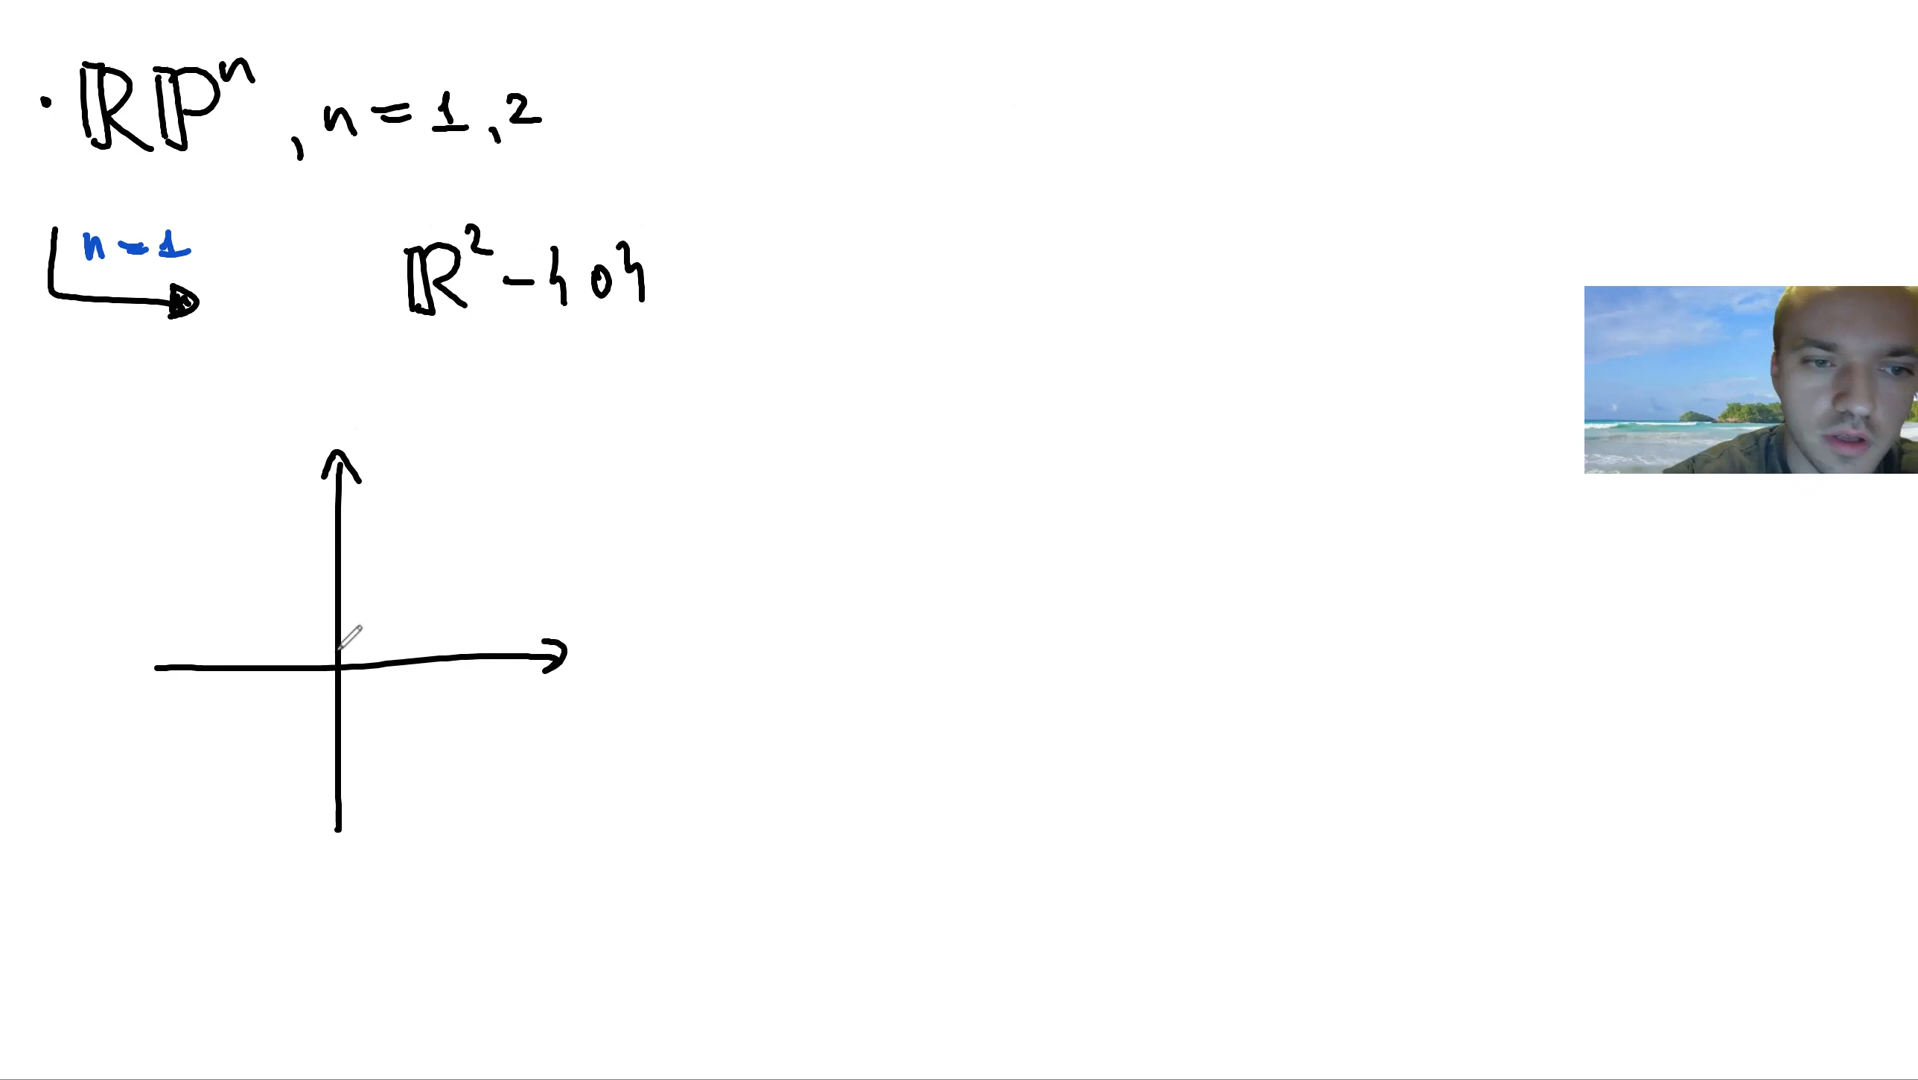 · ℝℙⁿ, n = 1, 2
n = 1
ℝ² - {0}